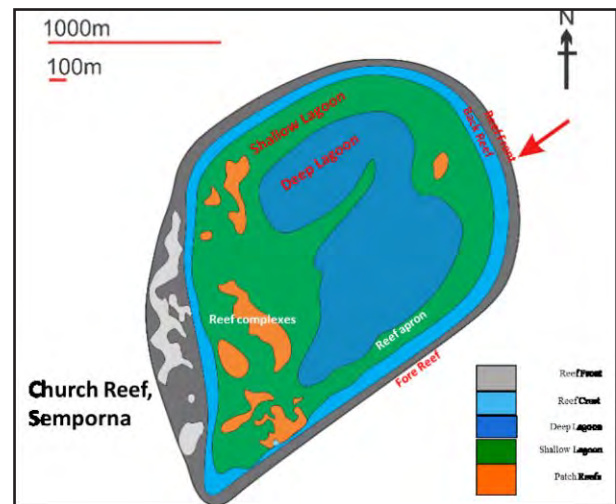 1000m
100m
N
Shallow Lagoon
Deep Lagoon
Back Reef
Reef Front
Reef complexes
Reef apron
Fore Reef
Church Reef,
Semporna
Reef Front
Reef Crest
Deep Lagoon
Shallow Lagoon
Patch Reefs